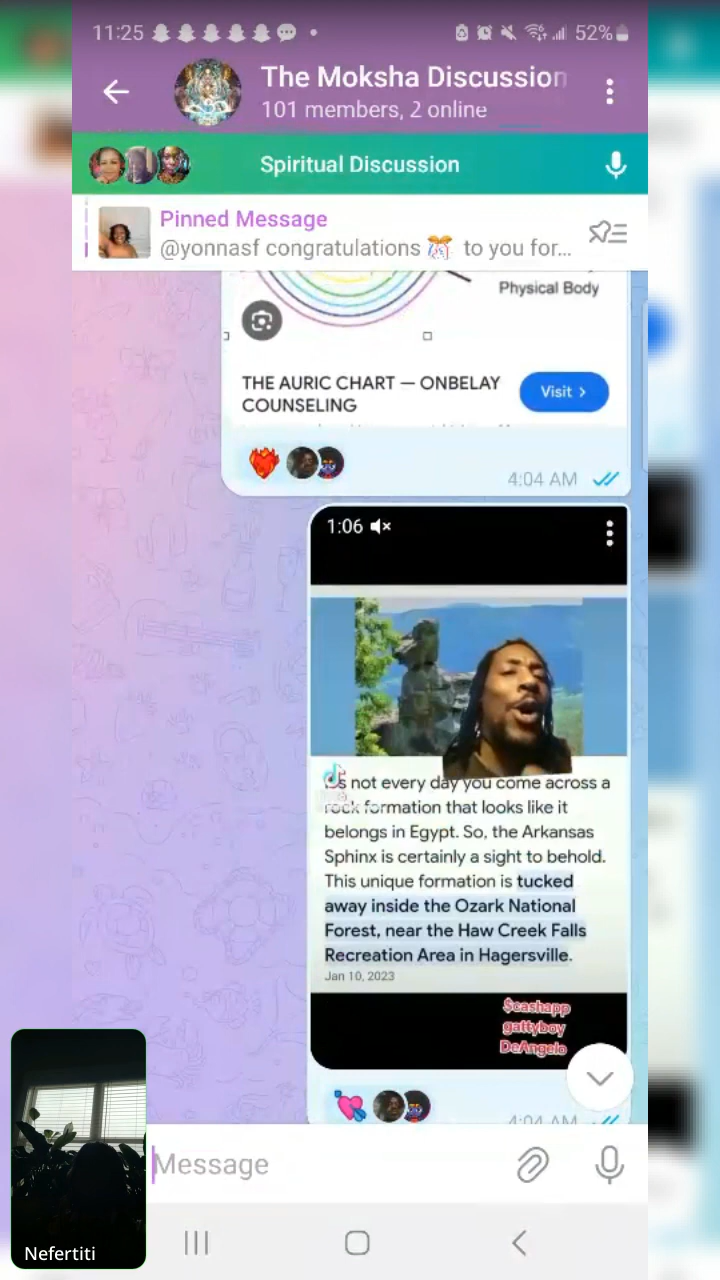 11:25
52%
The Moksha Discussion
101 members, 2 online
Spiritual Discussion
Pinned Message
@yonnasf congratulations 🎊 to you for...
Physical Body
THE AURIC CHART — ONBELAY
COUNSELING
Visit >
4:04 AM
1:06
not every day you come across a
rock formation that looks like it
belongs in Egypt. So, the Arkansas
Sphinx is certainly a sight to behold.
This unique formation is tucked
away inside the Ozark National
Forest, near the Haw Creek Falls
Recreation Area in Hagersville.
Jan 10, 2023
$cashapp
gattyboy
DeAngelo
4:04 AM
Message
Nefertiti